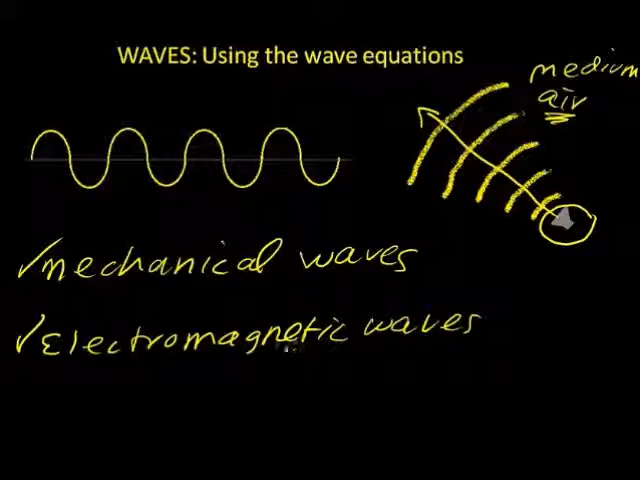 WAVES: Using the wave equations
medium
air
✓mechanical waves
✓Electromagnetic waves